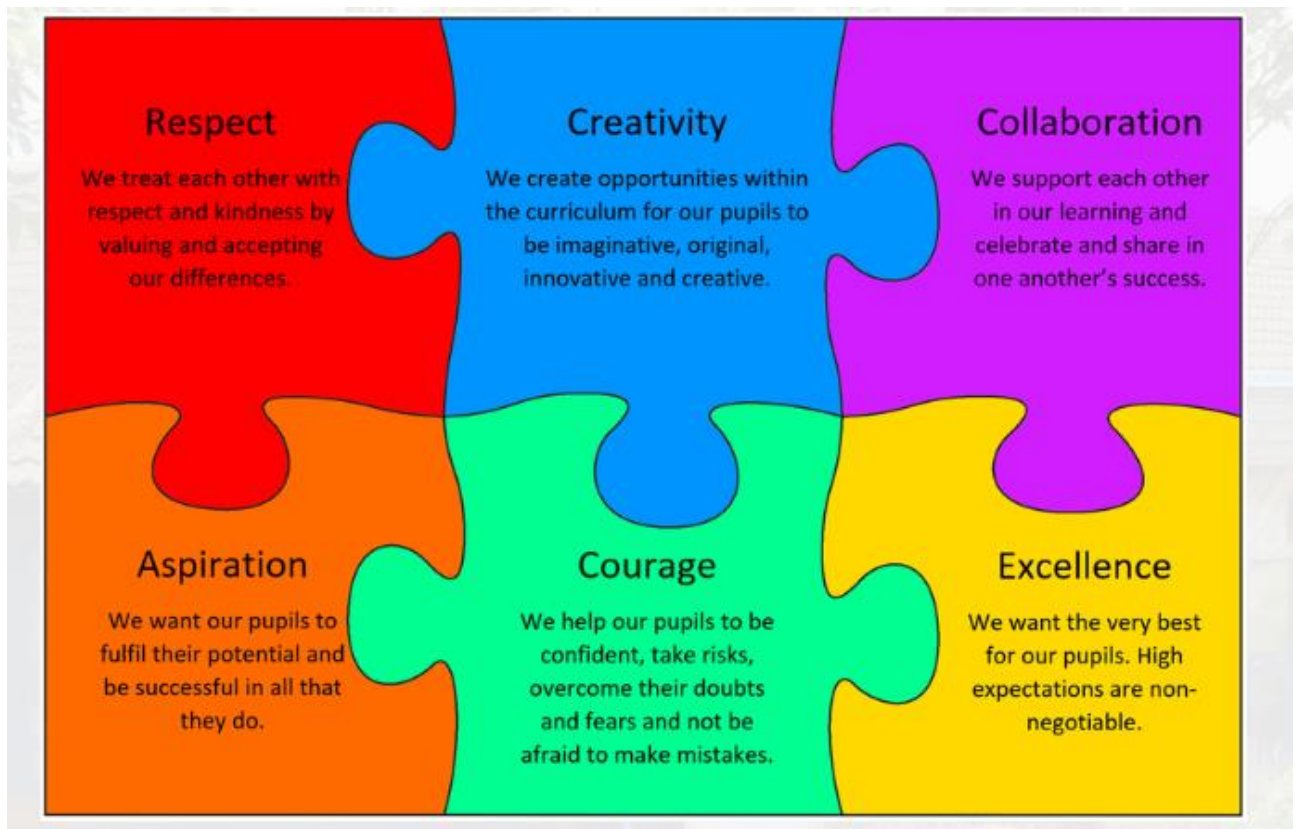 Respect
We treat each other with
respect and kindness by
valuing and accepting
our differences.
Creativity
We create opportunities within
the curriculum for our pupils to
be imaginative, original,
innovative and creative.
Collaboration
We support each other
in our learning and
celebrate and share in
one another’s success.
Aspiration
We want our pupils to
fulfil their potential and
be successful in all that
they do.
Courage
We help our pupils to be
confident, take risks,
overcome their doubts
and fears and not be
afraid to make mistakes.
Excellence
We want the very best
for our pupils. High
expectations are non-
negotiable.